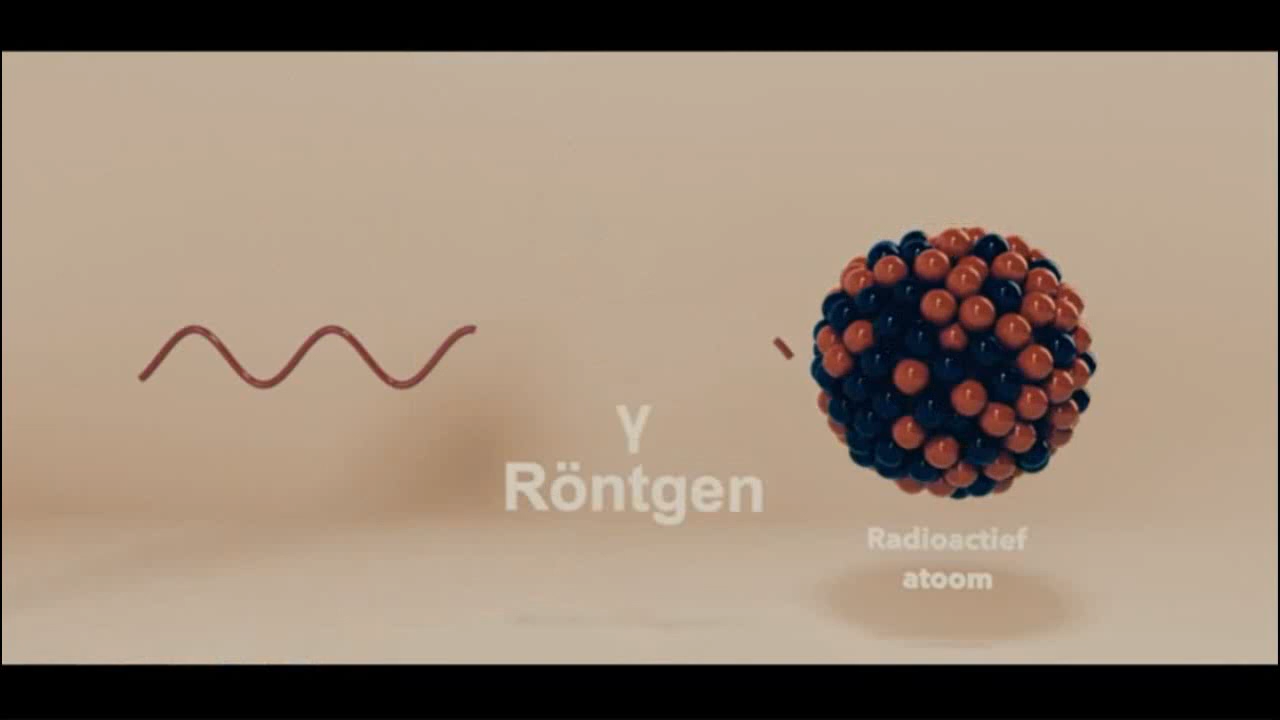 γ
Röntgen
Radioactief
atoom